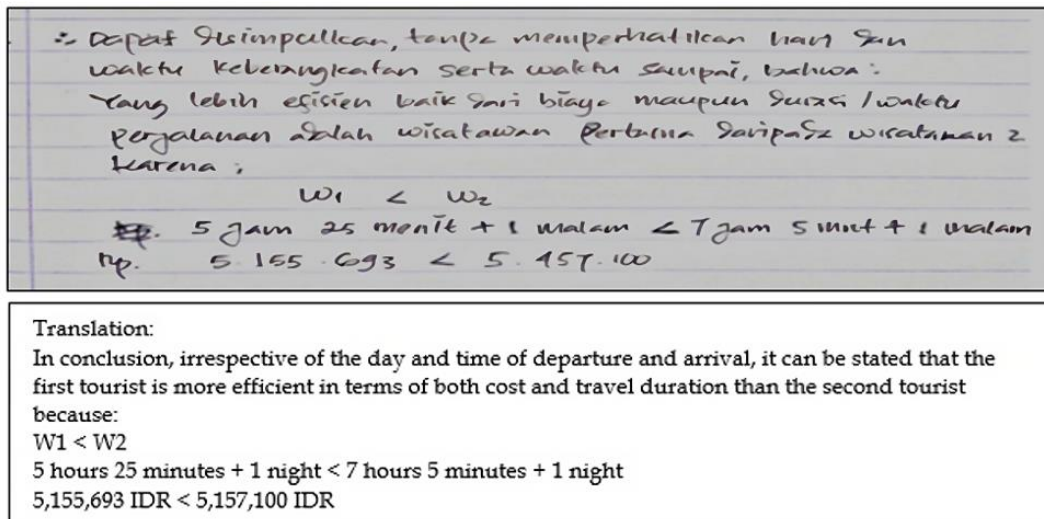 ∴ Dapat disimpulkan, tanpa memperhatikan hari dan
waktu keberangkatan serta waktu sampai, bahwa :
Yang lebih efisien baik dari biaya maupun durasi / waktu
perjalanan adalah wisatawan pertama daripada wisatawan 2
karena :
W1 < W2
5 jam 25 menit + 1 malam < 7 jam 5 mnt + 1 malam
Rp. 5.155.693 < 5.457.100
Translation:
In conclusion, irrespective of the day and time of departure and arrival, it can be stated that the
first tourist is more efficient in terms of both cost and travel duration than the second tourist
because:
W1 < W2
5 hours 25 minutes + 1 night < 7 hours 5 minutes + 1 night
5,155,693 IDR < 5,157,100 IDR